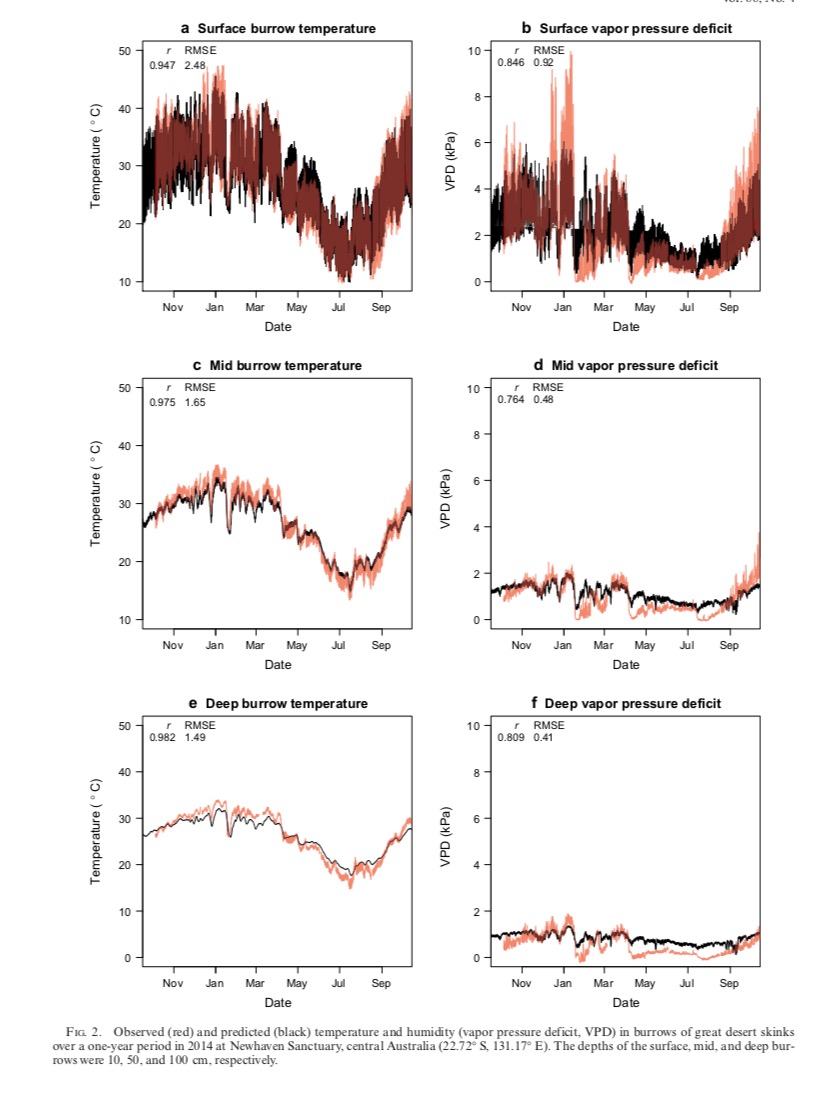 a Surface burrow temperature
r RMSE
0.947 2.48
50
40
30
20
10
Temperature ( ° C)
Nov Jan Mar May Jul Sep
Date
b Surface vapor pressure deficit
r RMSE
0.846 0.92
10
8
6
4
2
0
VPD (kPa)
Nov Jan Mar May Jul Sep
Date
c Mid burrow temperature
r RMSE
0.975 1.65
50
40
30
20
10
Temperature ( ° C)
Nov Jan Mar May Jul Sep
Date
d Mid vapor pressure deficit
r RMSE
0.764 0.48
10
8
6
4
2
0
VPD (kPa)
Nov Jan Mar May Jul Sep
Date
e Deep burrow temperature
r RMSE
0.982 1.49
50
40
30
20
10
0
Temperature ( ° C)
Nov Jan Mar May Jul Sep
Date
f Deep vapor pressure deficit
r RMSE
0.809 0.41
10
8
6
4
2
0
VPD (kPa)
Nov Jan Mar May Jul Sep
Date
FIG. 2. Observed (red) and predicted (black) temperature and humidity (vapor pressure deficit, VPD) in burrows of great desert skinks
over a one-year period in 2014 at Newhaven Sanctuary, central Australia (22.72° S, 131.17° E). The depths of the surface, mid, and deep bur-
rows were 10, 50, and 100 cm, respectively.